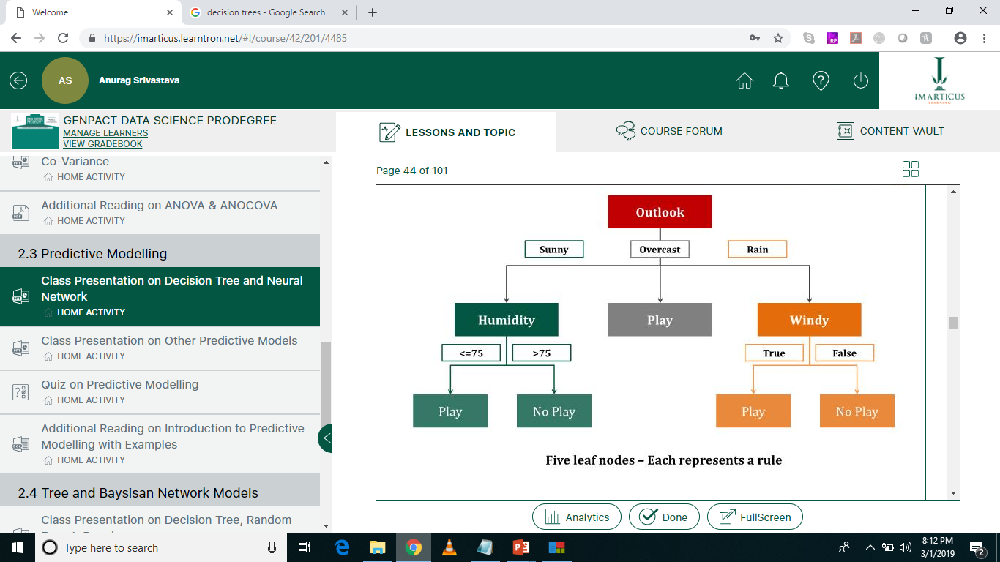 Welcome
decision trees - Google Search
https://imarticus.learntron.net/#!/course/42/201/4485
AS
Anurag Srivastava
IMARTICUS
LEARNING
GENPACT DATA SCIENCE PRODEGREE
MANAGE LEARNERS
VIEW GRADEBOOK
LESSONS AND TOPIC
COURSE FORUM
CONTENT VAULT
Co-Variance
HOME ACTIVITY
Additional Reading on ANOVA & ANOCOVA
HOME ACTIVITY
2.3 Predictive Modelling
Class Presentation on Decision Tree and Neural
Network
HOME ACTIVITY
Class Presentation on Other Predictive Models
HOME ACTIVITY
Quiz on Predictive Modelling
HOME ACTIVITY
Additional Reading on Introduction to Predictive
Modelling with Examples
HOME ACTIVITY
2.4 Tree and Baysisan Network Models
Class Presentation on Decision Tree, Random
Page 44 of 101
Outlook
Sunny
Overcast
Rain
Humidity
Play
Windy
<=75
>75
True
False
Play
No Play
Play
No Play
Five leaf nodes – Each represents a rule
Analytics
Done
FullScreen
Type here to search
8:12 PM
3/1/2019
2